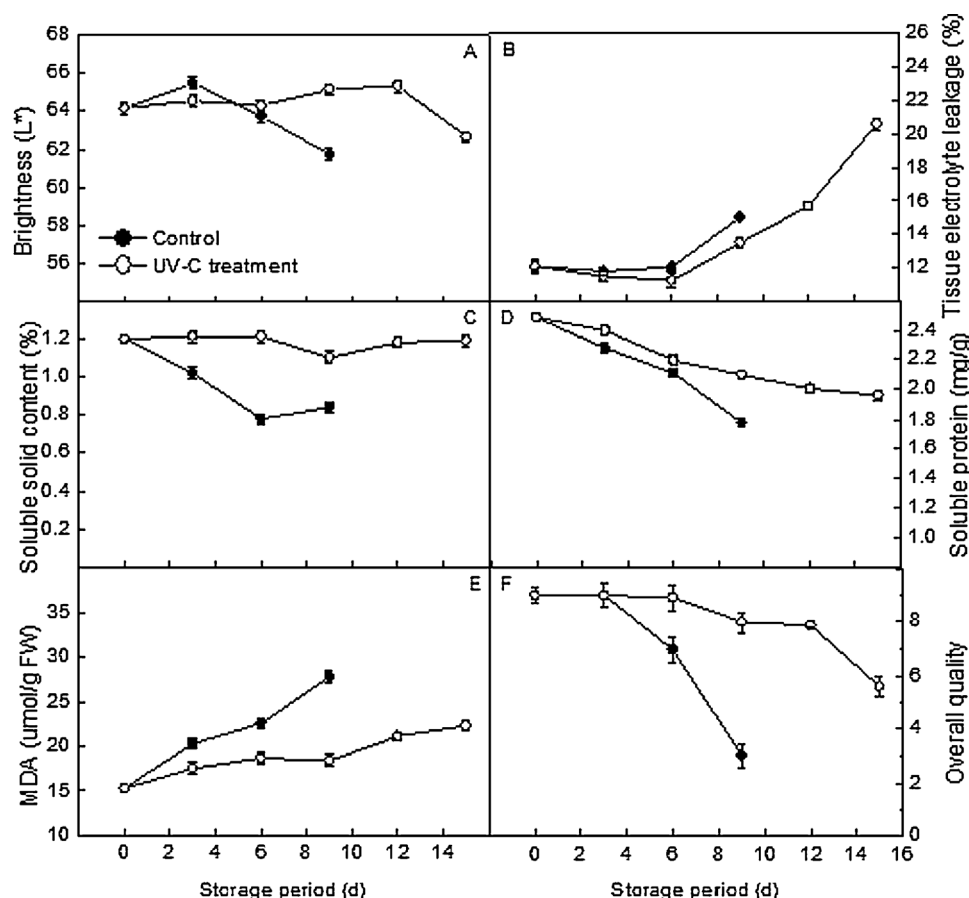 A
Brightness (L*)
68
66
64
62
60
58
56
Control
UV-C treatment
B
Tissue electrolyte leakage (%)
26
24
22
20
18
16
14
12
C
Soluble solid content (%)
1.2
1.0
0.8
0.6
0.4
0.2
D
Soluble protein (mg/g)
2.4
2.2
2.0
1.8
1.6
1.4
1.2
1.0
E
MDA (umol/g FW)
35
30
25
20
15
10
0 2 4 6 8 10 12 14
Storage period (d)
F
Overall quality
8
6
4
2
0
0 2 4 6 8 10 12 14 16
Storage period (d)